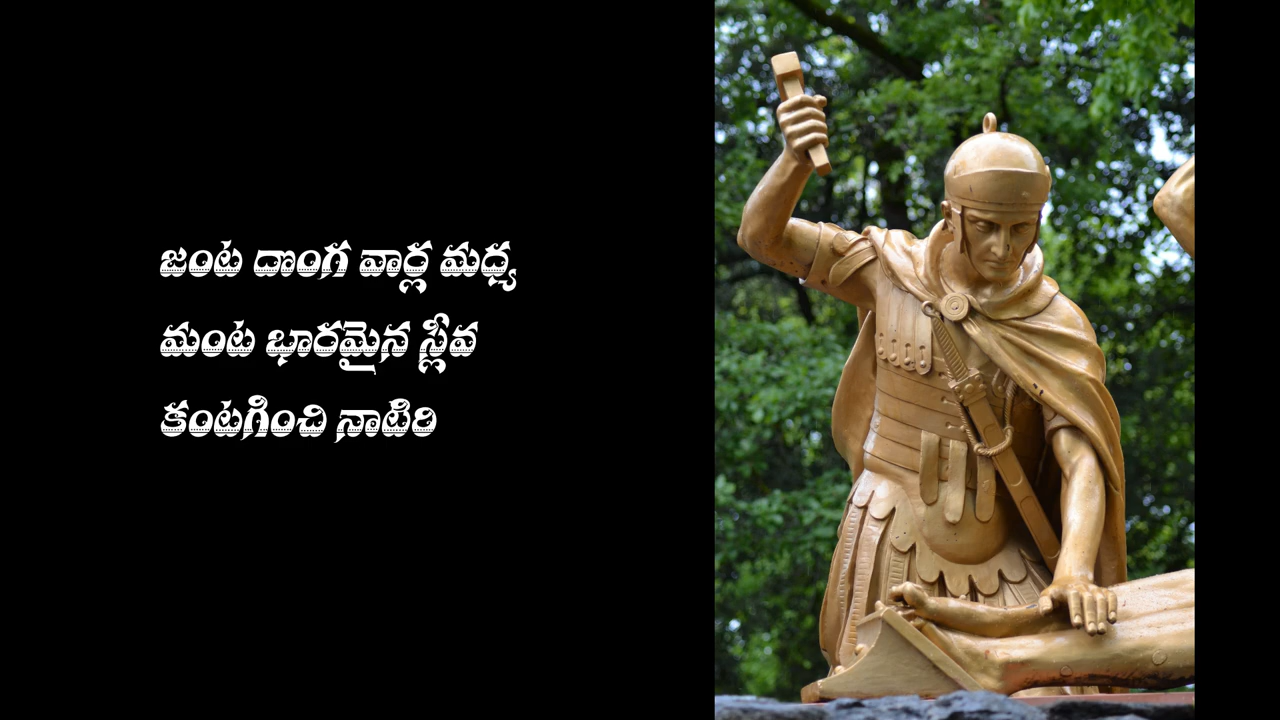 జంట దొంగ వార్ల మధ్య
మంట భారమైన స్లీవ
కంటగించి నాటిరి